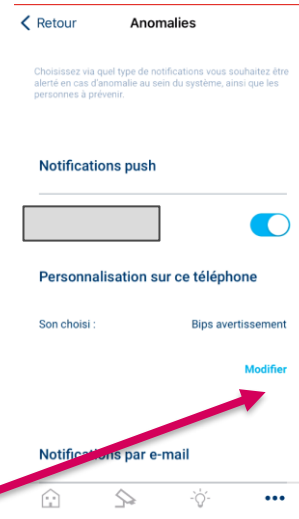 Retour Anomalies
Choisissez via quel type de notifications vous souhaitez être
alerté en cas d'anomalie au sein du système, ainsi que les
personnes à prévenir.
Notifications push
Personnalisation sur ce téléphone
Son choisi : Bips avertissement
Modifier
Notifications par e-mail